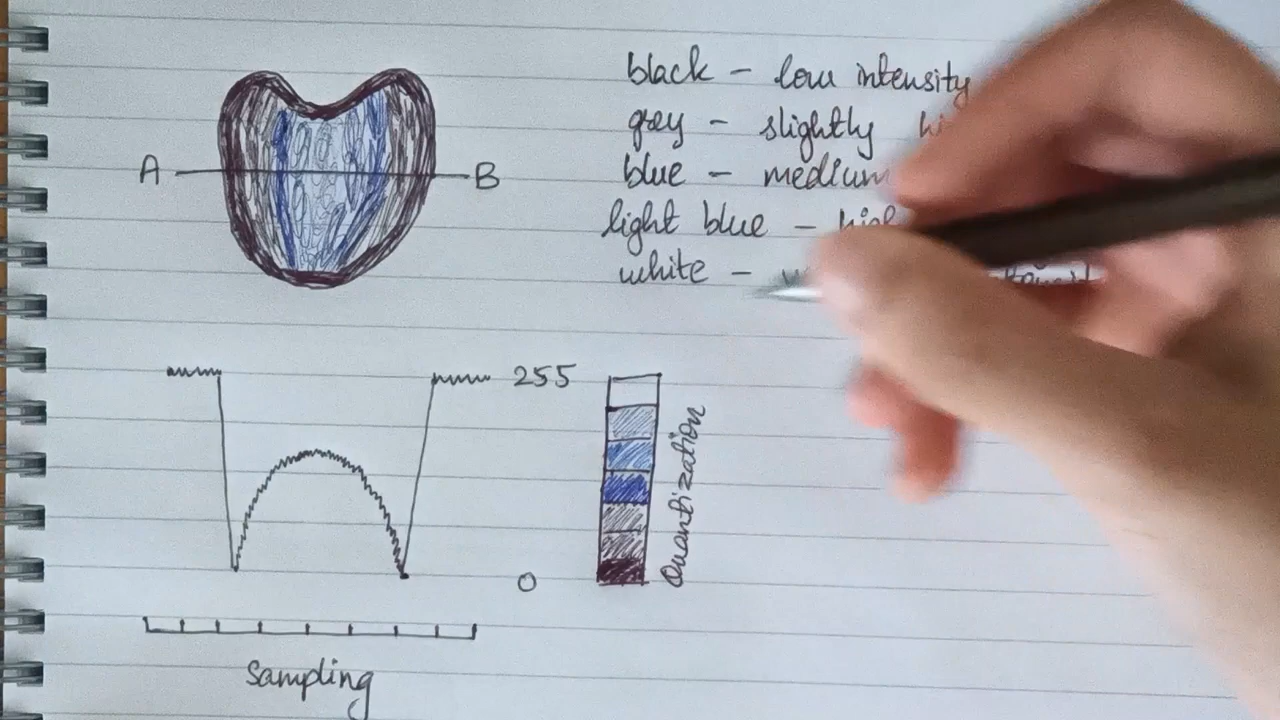 black - low intensity
grey - slightly
blue - medium
light blue -
white -
A
B
255
0
Quantization
Sampling